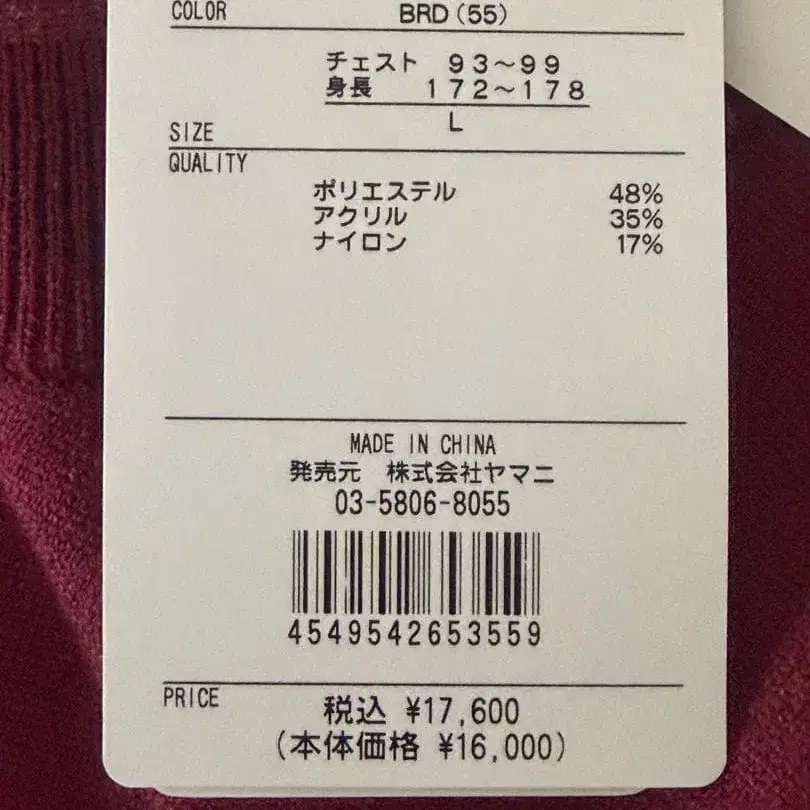 COLOR BRD(55)
チェスト 93~99
身長 172~178
SIZE L
QUALITY
ポリエステル 48%
アクリル 35%
ナイロン 17%
MADE IN CHINA
発売元 株式会社ヤマニ
03-5806-8055
4549542653559
PRICE 税込 ¥17,600
(本体価格 ¥16,000)